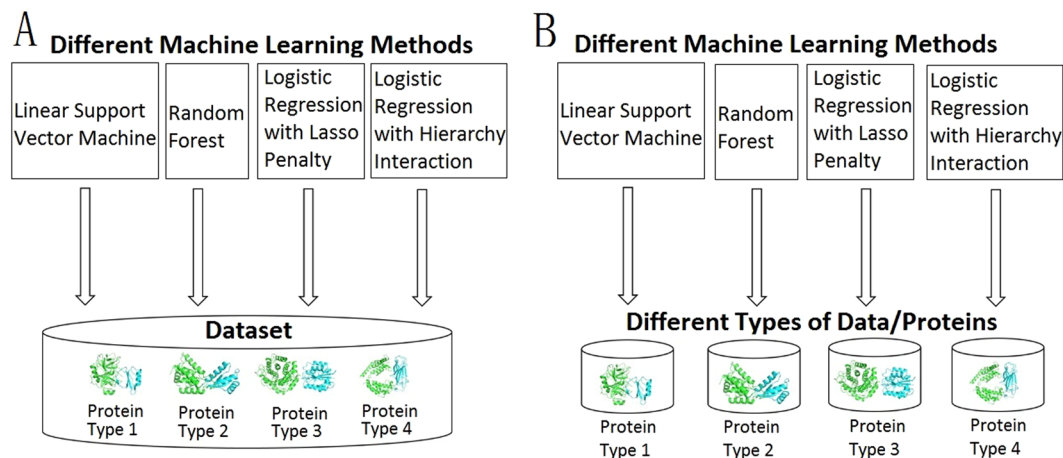 A
Different Machine Learning Methods
Linear Support
Vector Machine
Random
Forest
Logistic
Regression
with Lasso
Penalty
Logistic
Regression
with Hierarchy
Interaction
Dataset
Protein
Type 1
Protein
Type 2
Protein
Type 3
Protein
Type 4
B
Different Machine Learning Methods
Linear Support
Vector Machine
Random
Forest
Logistic
Regression
with Lasso
Penalty
Logistic
Regression
with Hierarchy
Interaction
Different Types of Data/Proteins
Protein
Type 1
Protein
Type 2
Protein
Type 3
Protein
Type 4